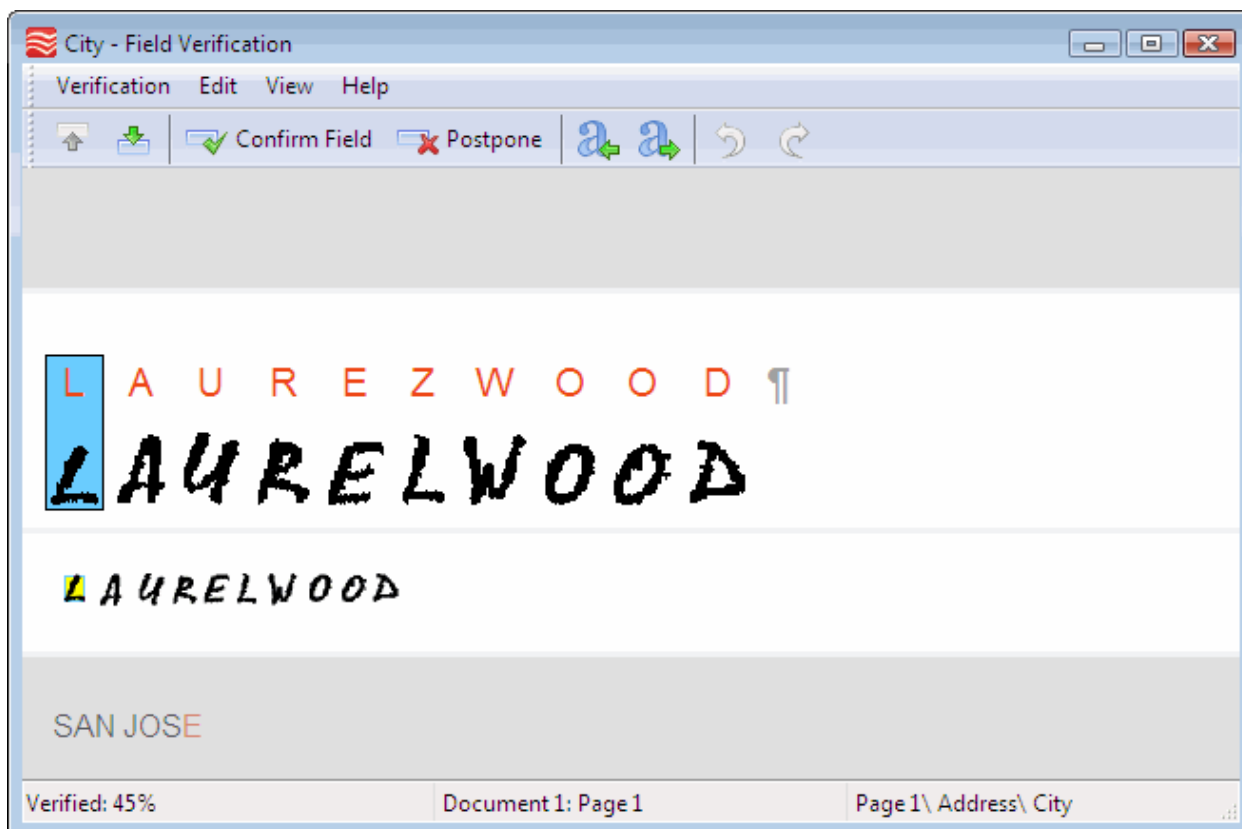 City - Field Verification
Verification Edit View Help
Confirm Field Postpone a a
L A U R E Z W O O D ¶
LAURELWOOD
LAURELWOOD
SAN JOSE
Verified: 45% Document 1: Page 1 Page 1\ Address\ City